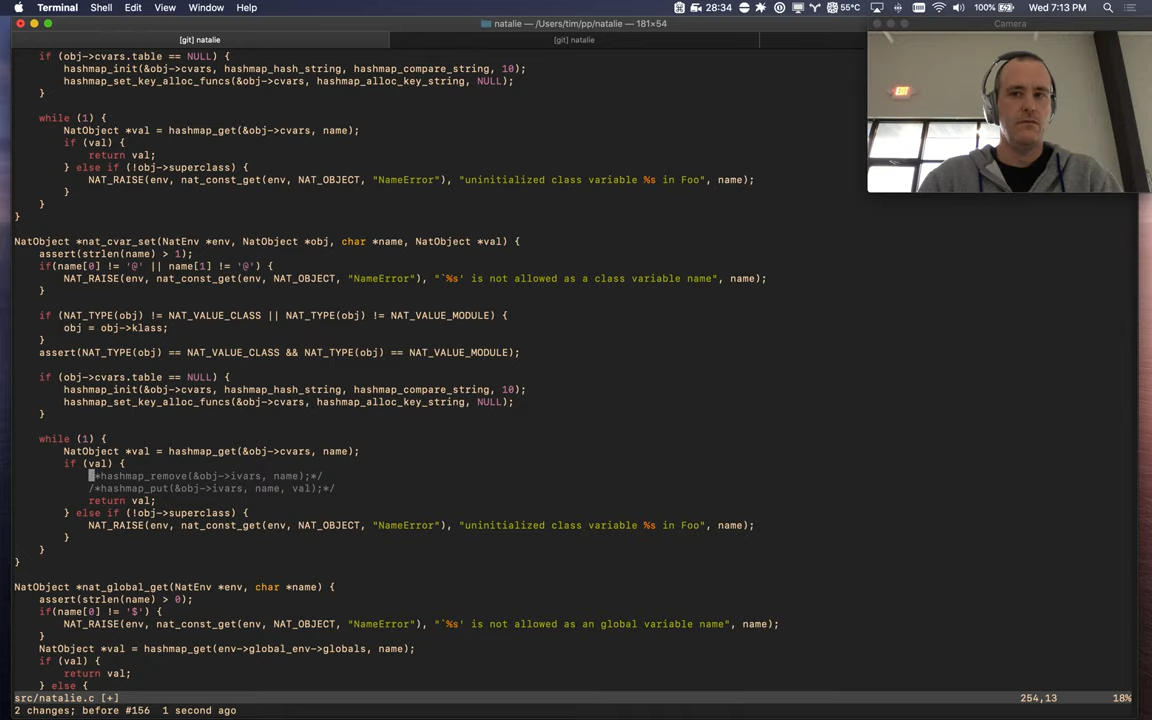 Terminal Shell Edit View Window Help 28:34 55°C 100% Wed 7:13 PM
natalie — /Users/tim/pp/natalie — 181×54
Camera
[git] natalie [git] natalie
EXIT
if (obj->cvars.table == NULL) {
hashmap_init(&obj->cvars, hashmap_hash_string, hashmap_compare_string, 10);
hashmap_set_key_alloc_funcs(&obj->cvars, hashmap_alloc_key_string, NULL);
}
while (1) {
NatObject *val = hashmap_get(&obj->cvars, name);
if (val) {
return val;
} else if (!obj->superclass) {
NAT_RAISE(env, nat_const_get(env, NAT_OBJECT, "NameError"), "uninitialized class variable %s in Foo", name);
}
}
}
NatObject *nat_cvar_set(NatEnv *env, NatObject *obj, char *name, NatObject *val) {
assert(strlen(name) > 1);
if(name[0] != '@' || name[1] != '@') {
NAT_RAISE(env, nat_const_get(env, NAT_OBJECT, "NameError"), "`%s' is not allowed as a class variable name", name);
}
if (NAT_TYPE(obj) != NAT_VALUE_CLASS || NAT_TYPE(obj) != NAT_VALUE_MODULE) {
obj = obj->klass;
}
assert(NAT_TYPE(obj) == NAT_VALUE_CLASS && NAT_TYPE(obj) == NAT_VALUE_MODULE);
if (obj->cvars.table == NULL) {
hashmap_init(&obj->cvars, hashmap_hash_string, hashmap_compare_string, 10);
hashmap_set_key_alloc_funcs(&obj->cvars, hashmap_alloc_key_string, NULL);
}
while (1) {
NatObject *val = hashmap_get(&obj->cvars, name);
if (val) {
/*hashmap_remove(&obj->ivars, name);*/
/*hashmap_put(&obj->ivars, name, val);*/
return val;
} else if (!obj->superclass) {
NAT_RAISE(env, nat_const_get(env, NAT_OBJECT, "NameError"), "uninitialized class variable %s in Foo", name);
}
}
}
NatObject *nat_global_get(NatEnv *env, char *name) {
assert(strlen(name) > 0);
if(name[0] != '$') {
NAT_RAISE(env, nat_const_get(env, NAT_OBJECT, "NameError"), "`%s' is not allowed as an global variable name", name);
}
NatObject *val = hashmap_get(env->global_env->globals, name);
if (val) {
return val;
} else {
src/natalie.c [+] 254,13 18%
2 changes; before #156 1 second ago